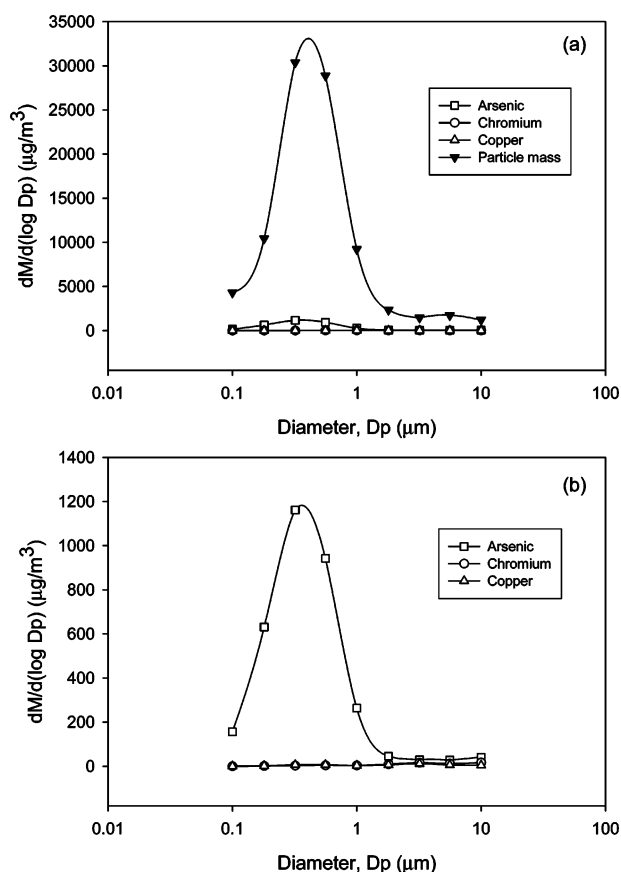 (a)
35000
30000
25000
20000
15000
10000
5000
0
dM/d(log Dp) (μg/m³)
Arsenic
Chromium
Copper
Particle mass
0.01 0.1 1 10 100
Diameter, Dp (μm)
(b)
1400
1200
1000
800
600
400
200
0
dM/d(log Dp) (μg/m³)
Arsenic
Chromium
Copper
0.01 0.1 1 10 100
Diameter, Dp (μm)